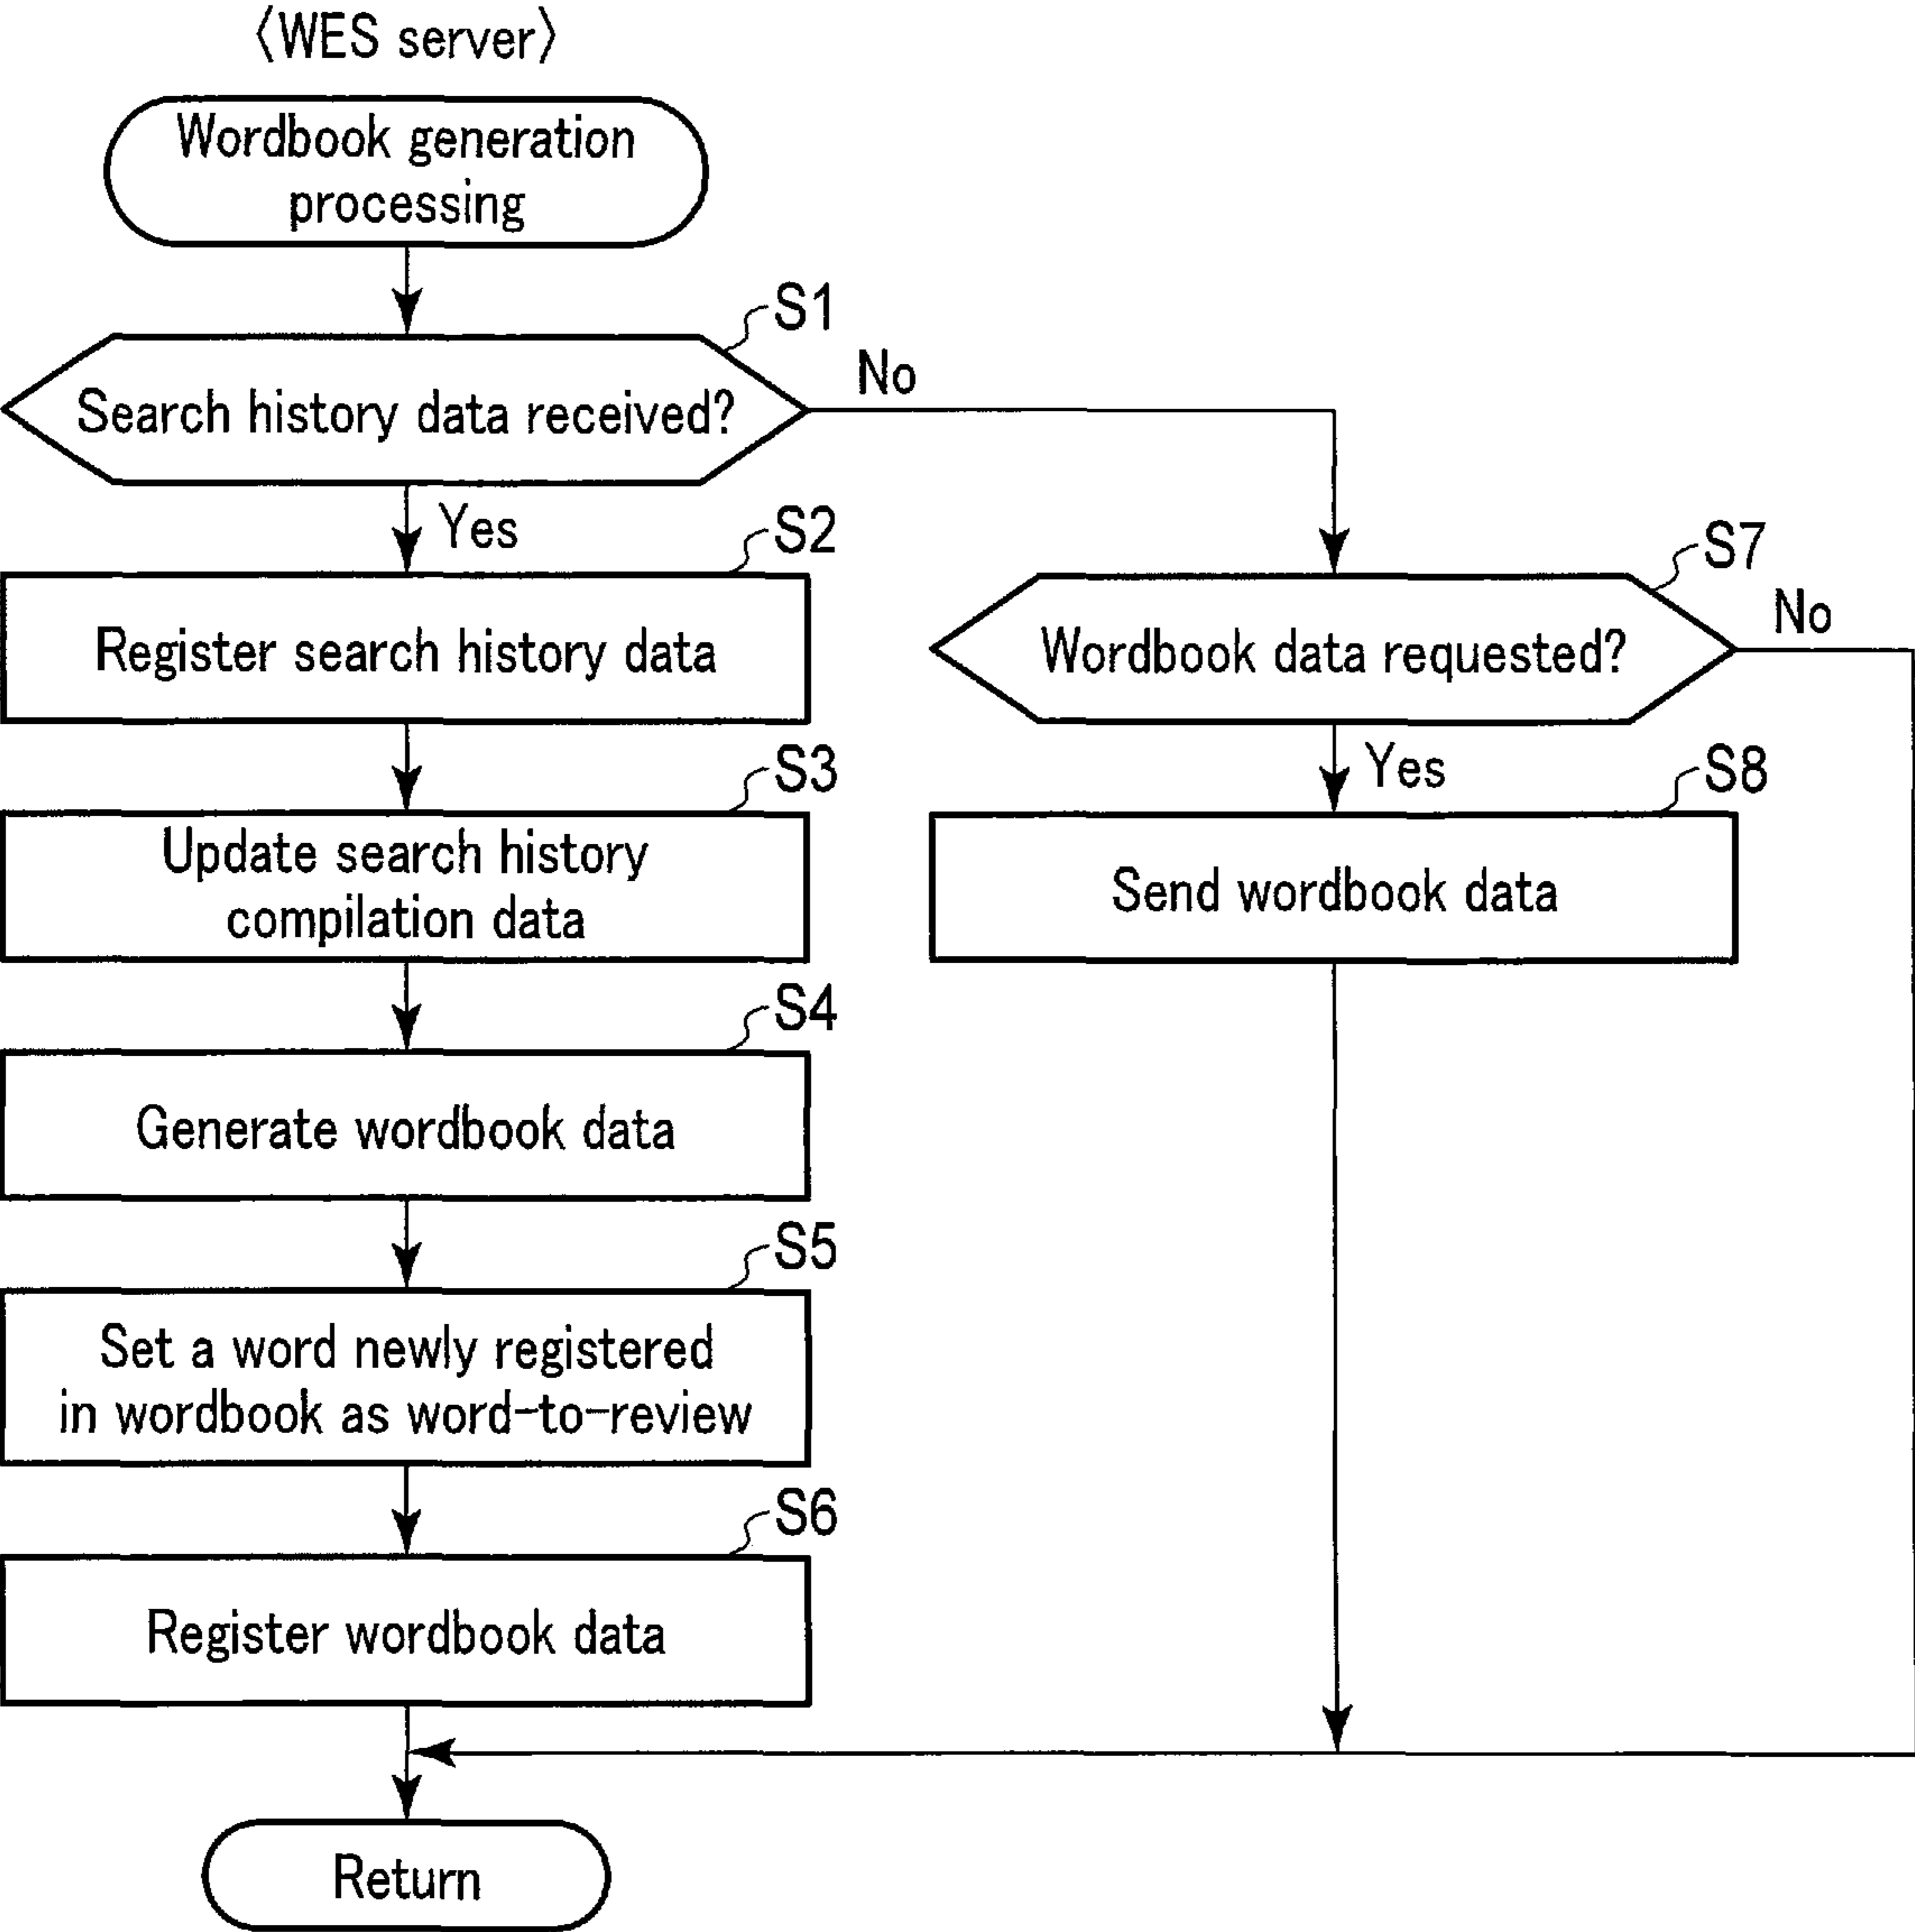 〈WES server〉
Wordbook generation
processing
S1
Search history data received?
No
Yes
S2
Register search history data
S3
Update search history
compilation data
S4
Generate wordbook data
S5
Set a word newly registered
in wordbook as word-to-review
S6
Register wordbook data
S7
Wordbook data requested?
No
Yes
S8
Send wordbook data
Return